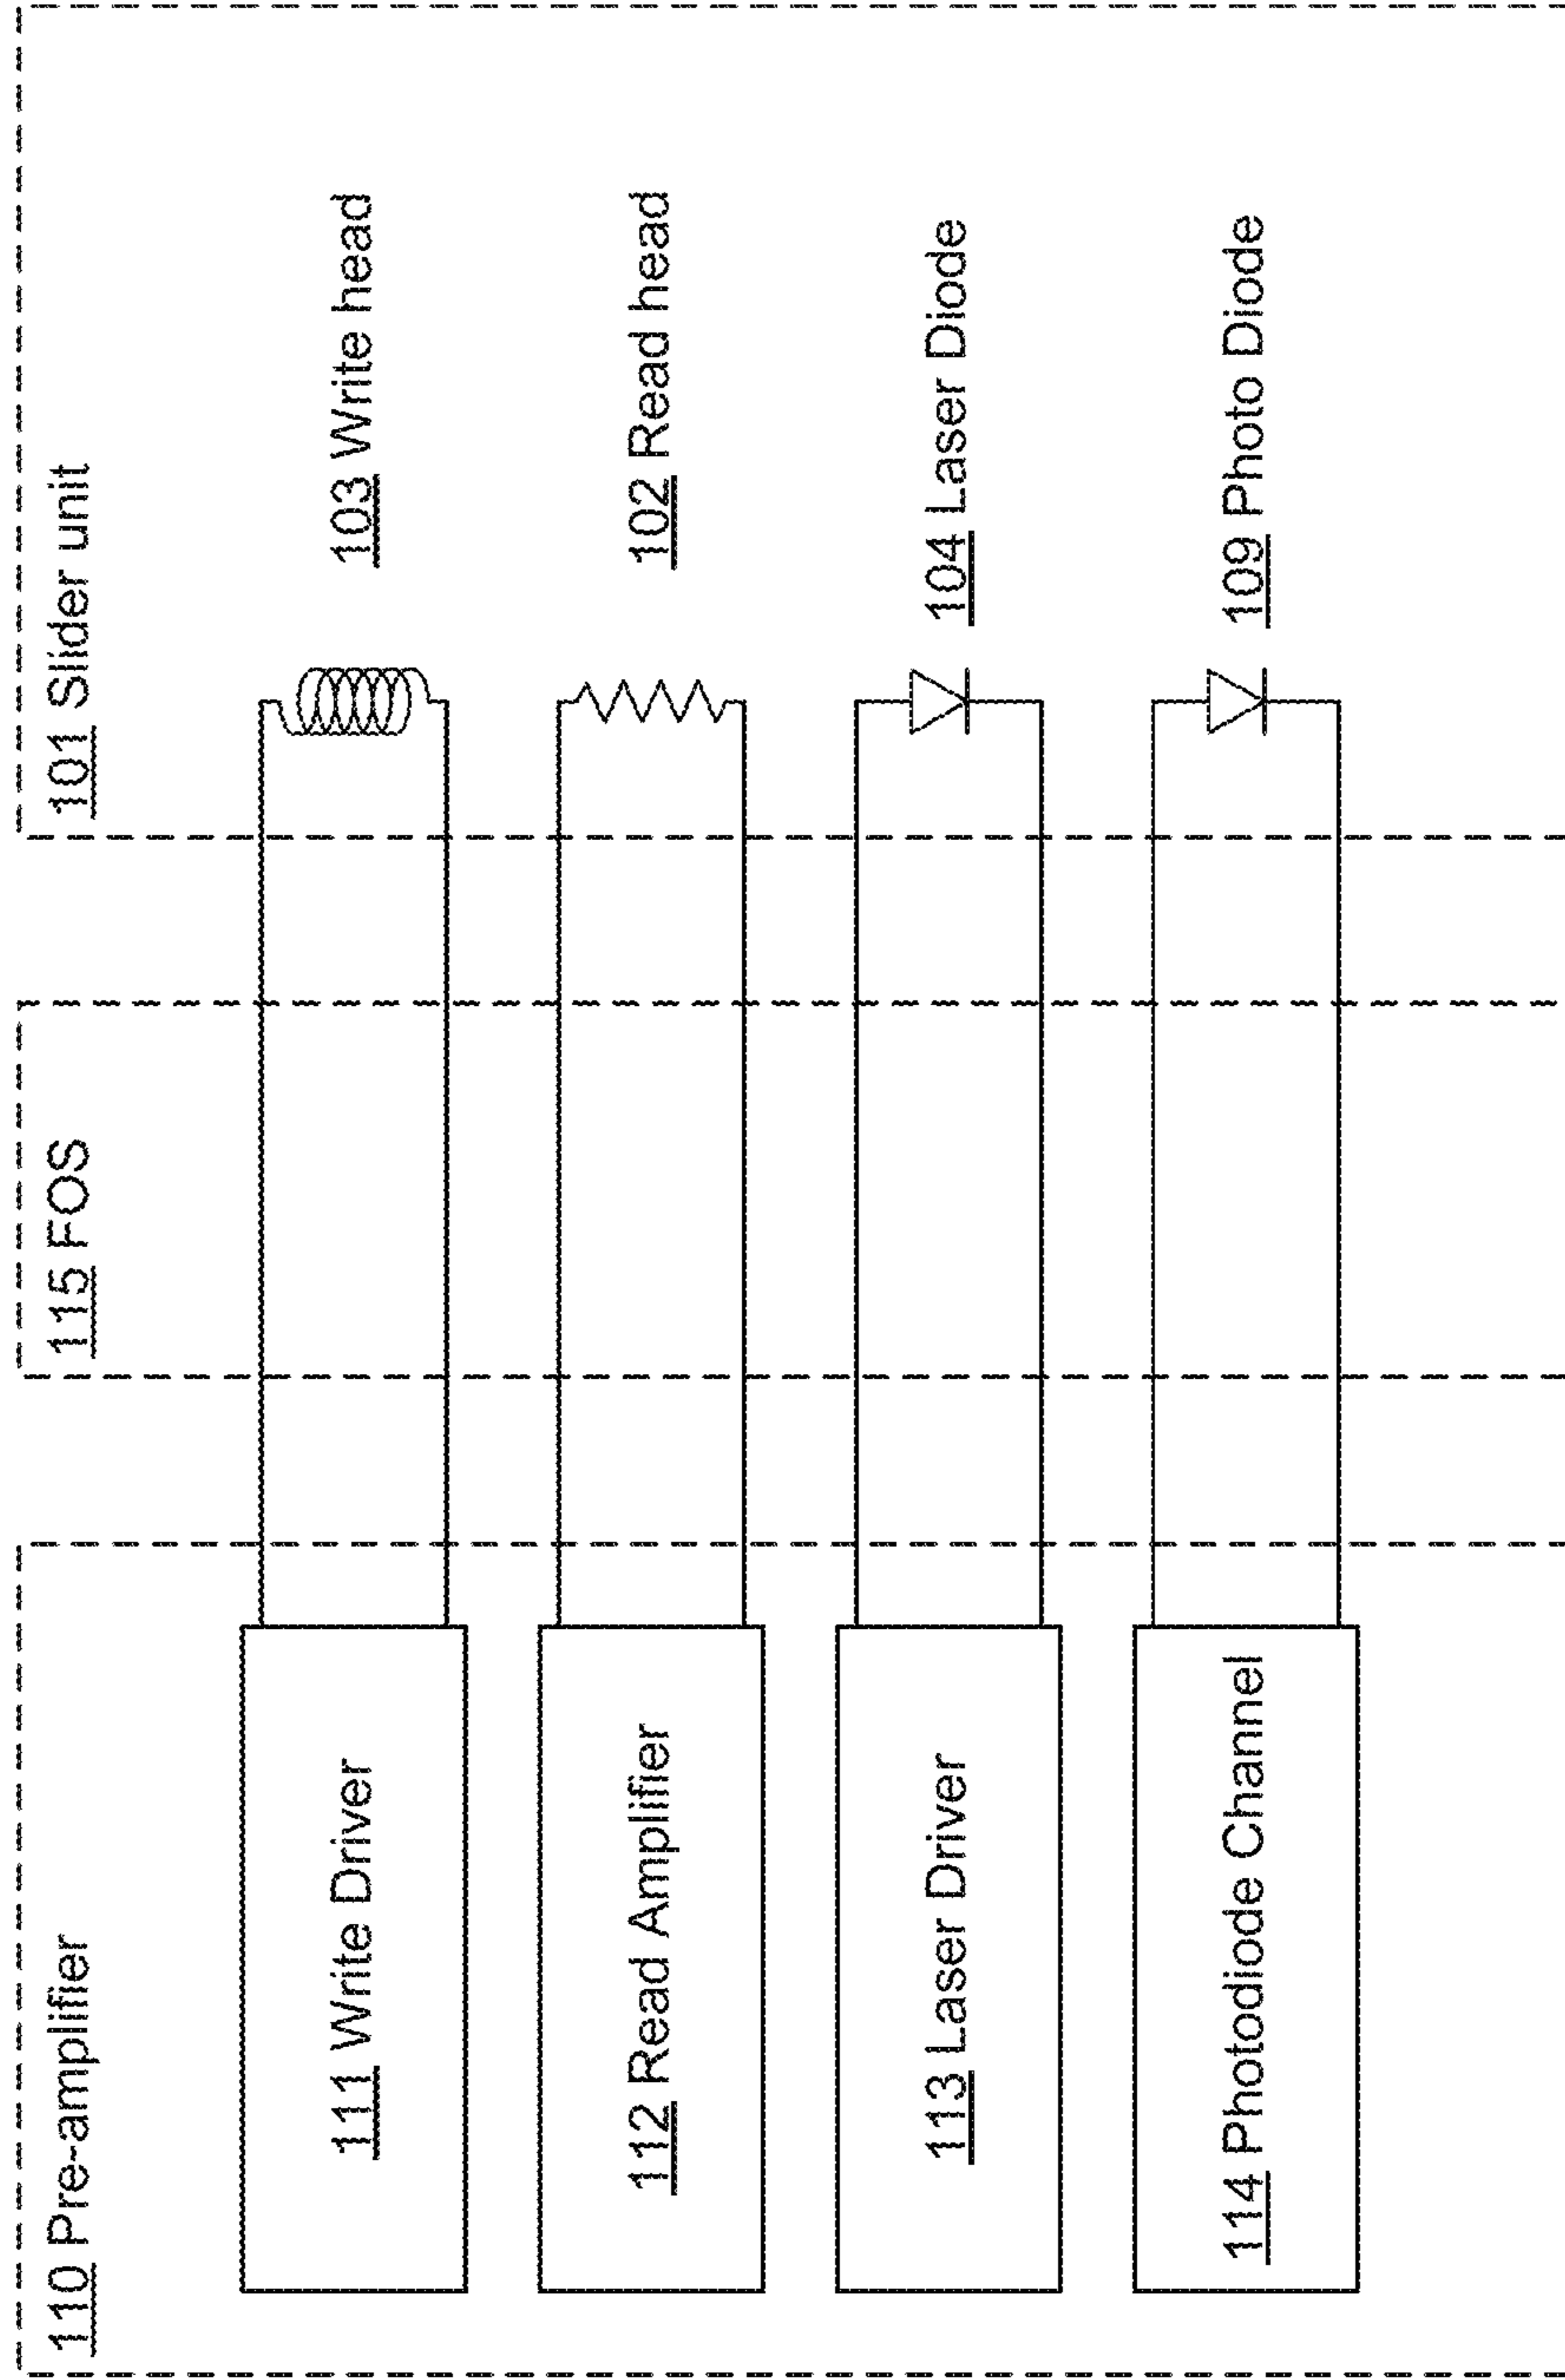 110 Pre-amplifier
115 FOS
101 Slider unit
111 Write Driver
103 Write head
112 Read Amplifier
102 Read head
113 Laser Driver
104 Laser Diode
114 Photodiode Channel
109 Photo Diode